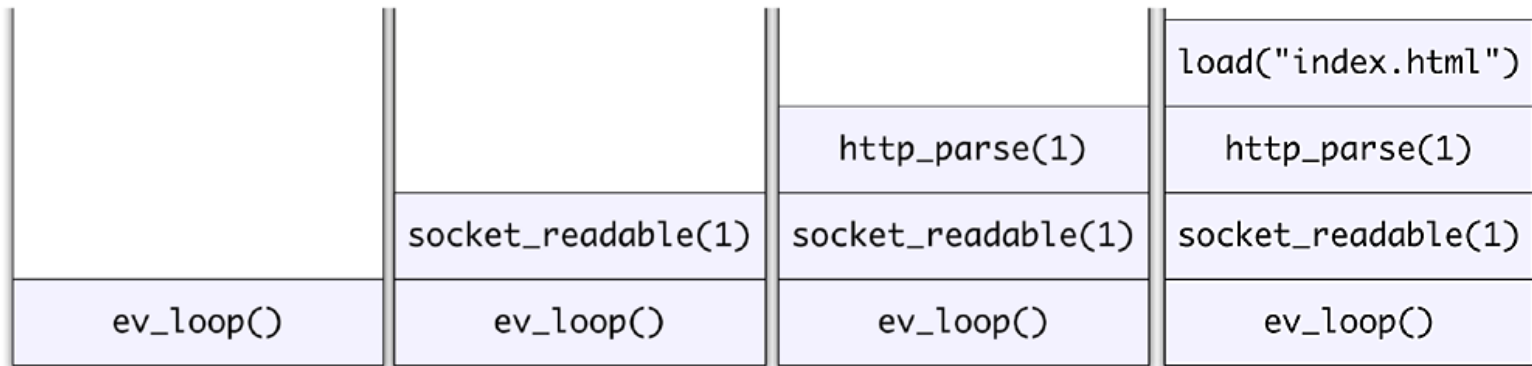 load("index.html")
http_parse(1) http_parse(1)
socket_readable(1) socket_readable(1) socket_readable(1)
ev_loop() ev_loop() ev_loop() ev_loop()